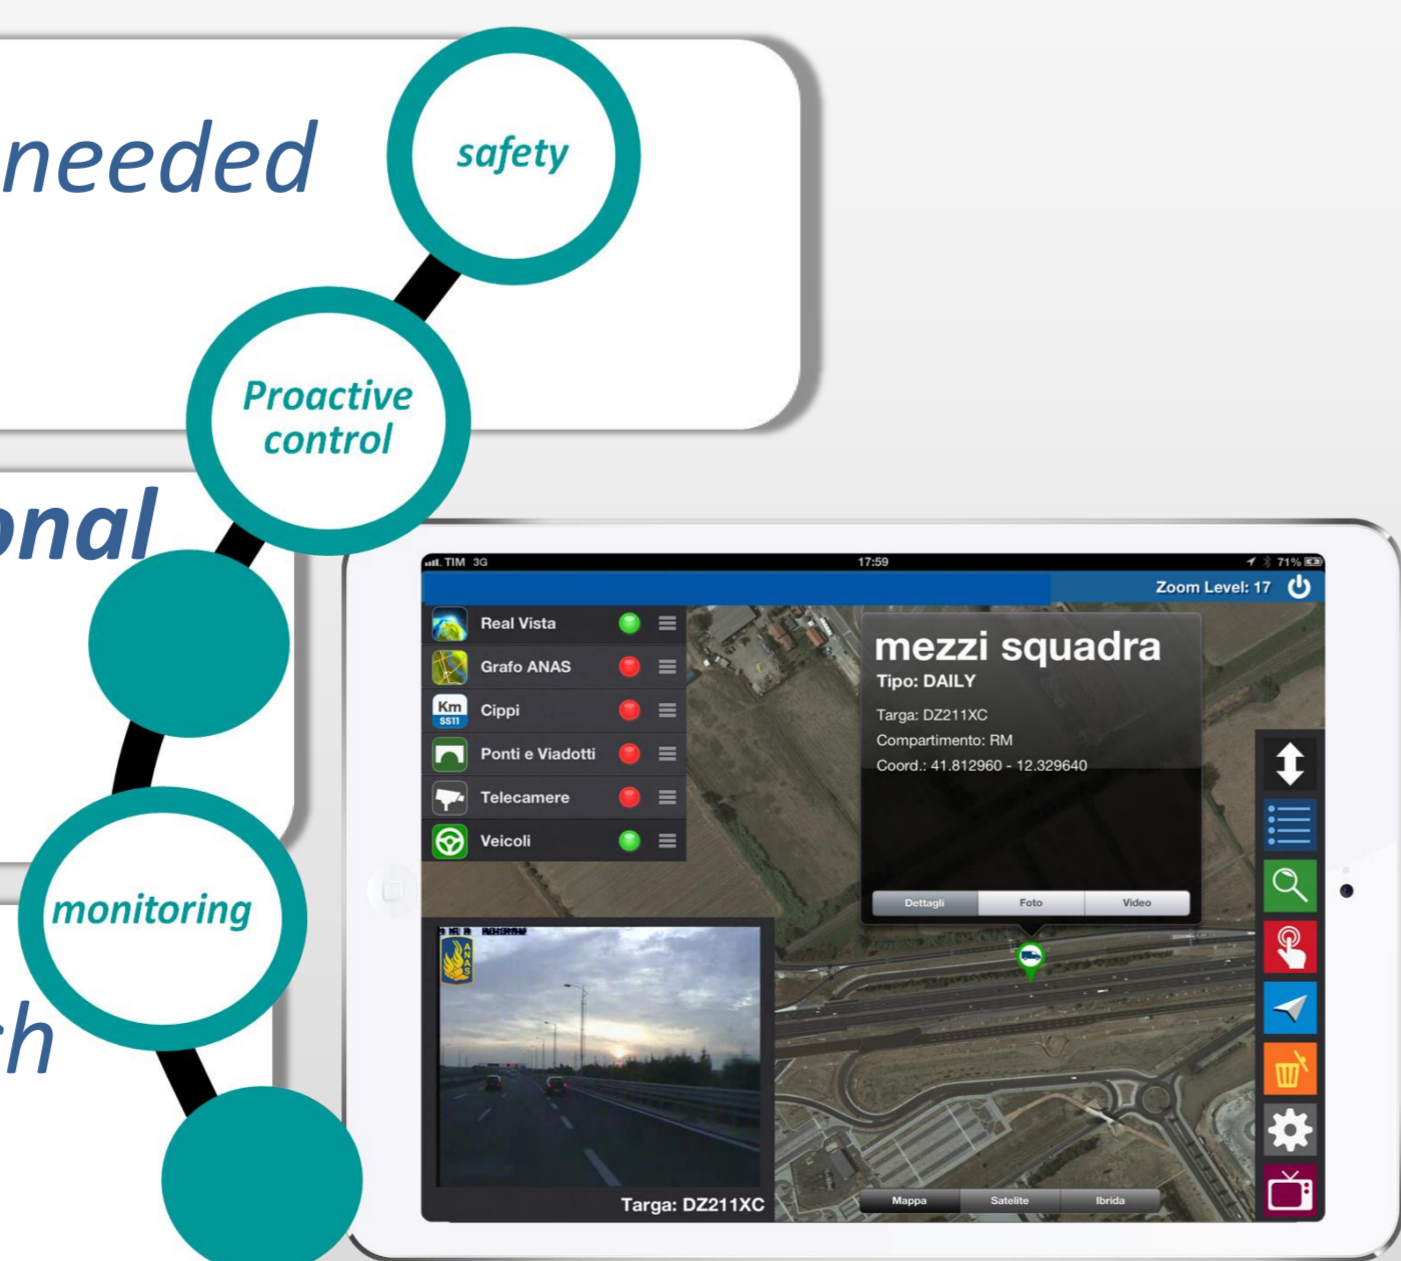 needed
safety
Proactive
control
onal
monitoring
ch
TIM 3G
17:59
71%
Zoom Level: 17
Real Vista
Grafo ANAS
Km
SS11
Cippi
Ponti e Viadotti
Telecamere
Veicoli
mezzi squadra
Tipo: DAILY
Targa: DZ211XC
Compartimento: RM
Coord.: 41.812960 - 12.329640
Dettagli
Foto
Video
ANAS
Targa: DZ211XC
Mappa
Satelite
Ibrida